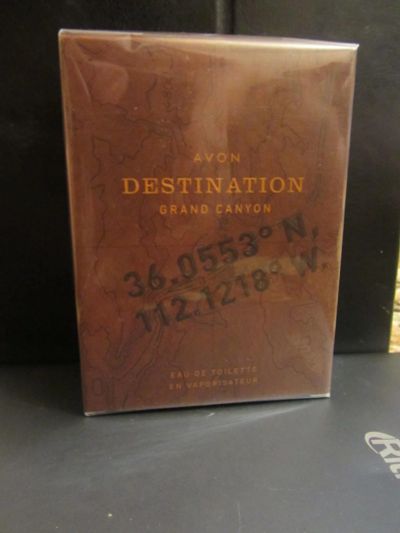 AVON
DESTINATION
GRAND CANYON
36.0553° N,
112.1218° W.
EAU DE TOILETTE
EN VAPORISATEUR